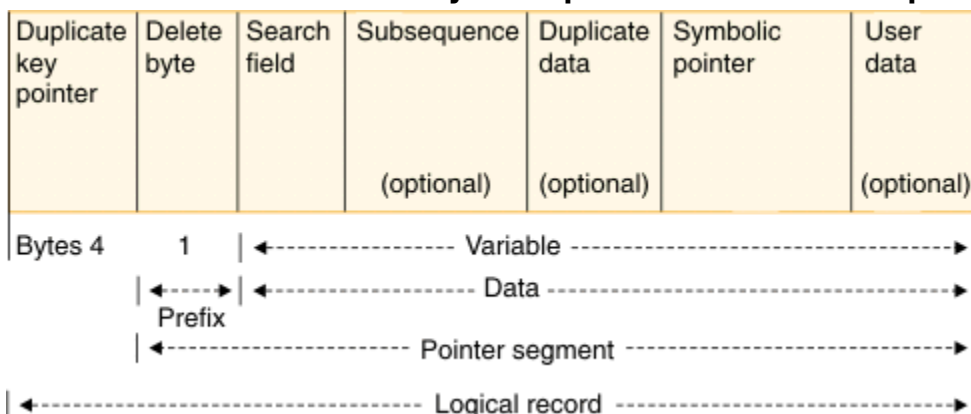 Duplicate key pointer
Delete byte
Search field
Subsequence (optional)
Duplicate data (optional)
Symbolic pointer
User data (optional)
Bytes 4
1
Variable
Data
Prefix
Pointer segment
Logical record